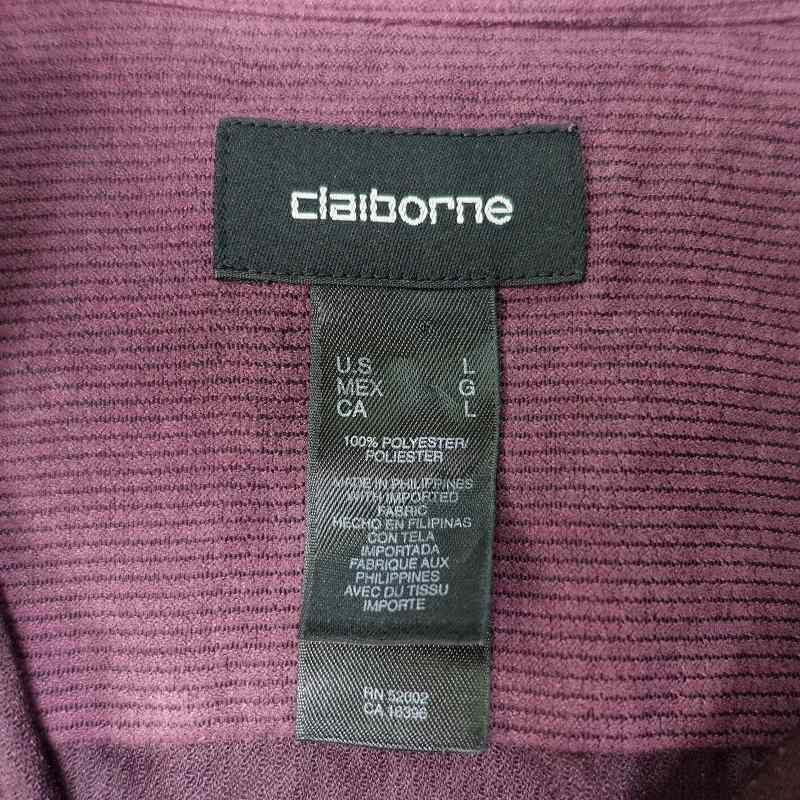 claiborne
U.S L
MEX G
CA L
100% POLYESTER/
POLIESTER
MADE IN PHILIPPINES
WITH IMPORTED
FABRIC
HECHO EN FILIPINAS
CON TELA
IMPORTADA
FABRIQUE AUX
PHILIPPINES
AVEC DU TISSU
IMPORTE
RN 52002
CA 16396